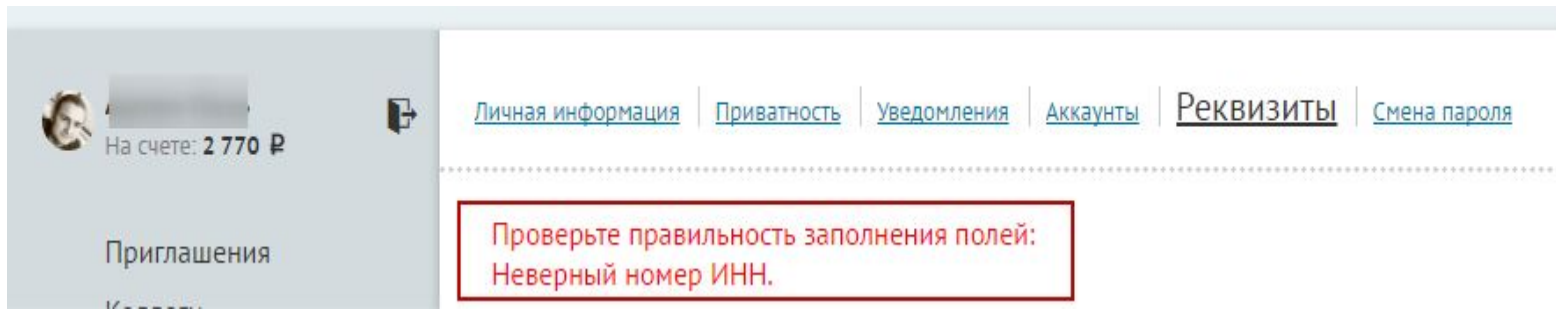 На счете: 2 770 ₽
Личная информация Приватность Уведомления Аккаунты Реквизиты Смена пароля
Приглашения
Проверьте правильность заполнения полей:
Неверный номер ИНН.